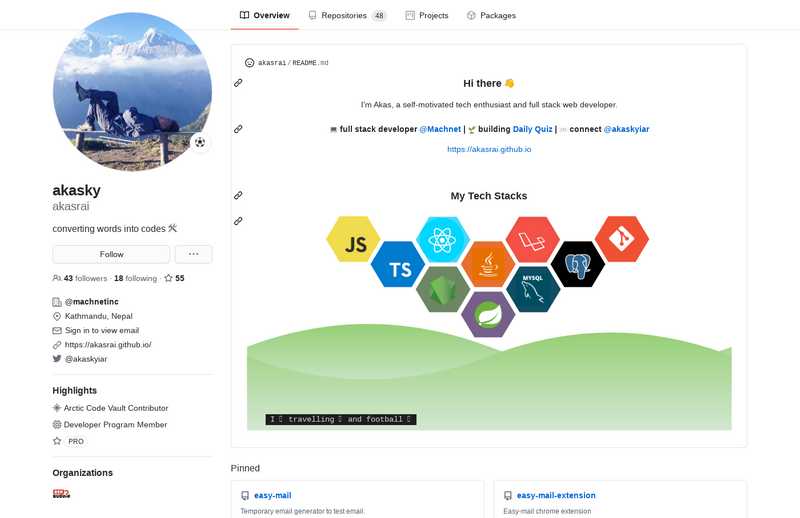 Overview
Repositories 48
Projects
Packages
akasrai / README.md
Hi there 👋
I'm Akas, a self-motivated tech enthusiast and full stack web developer.
💻 full stack developer @Machnet | 🌱 building Daily Quiz | connect @akaskyiar
https://akasrai.github.io
My Tech Stacks
JS
TS
Java
MYSQL
I travelling and football
akasky
akasrai
converting words into codes 🛠
Follow
43 followers · 18 following · 55
@machnetinc
Kathmandu, Nepal
Sign in to view email
https://akasrai.github.io/
@akaskyiar
Highlights
Arctic Code Vault Contributor
Developer Program Member
PRO
Organizations
Pinned
easy-mail
Temporary email generator to test email.
easy-mail-extension
Easy-mail chrome extension